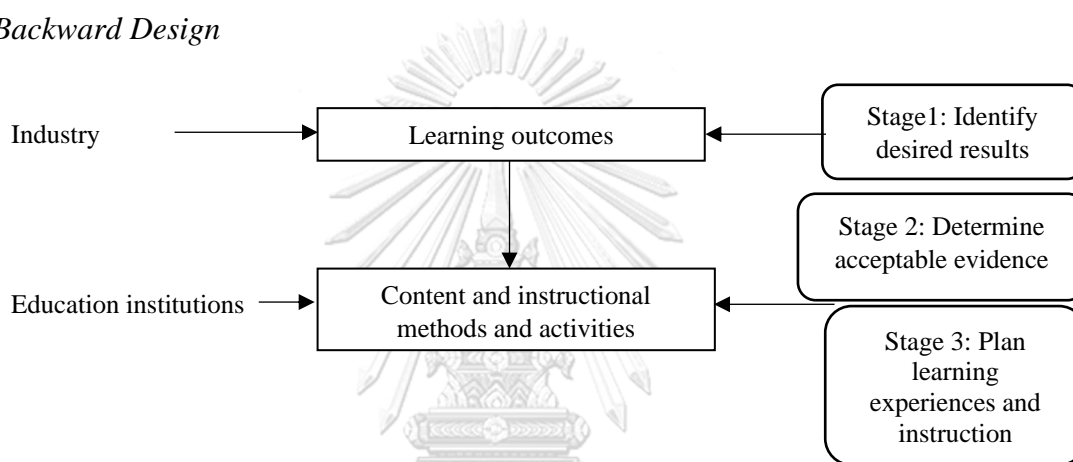 Backward Design
Industry
Learning outcomes
Stage1: Identify
desired results
Stage 2: Determine
acceptable evidence
Education institutions
Content and instructional
methods and activities
Stage 3: Plan
learning
experiences and
instruction